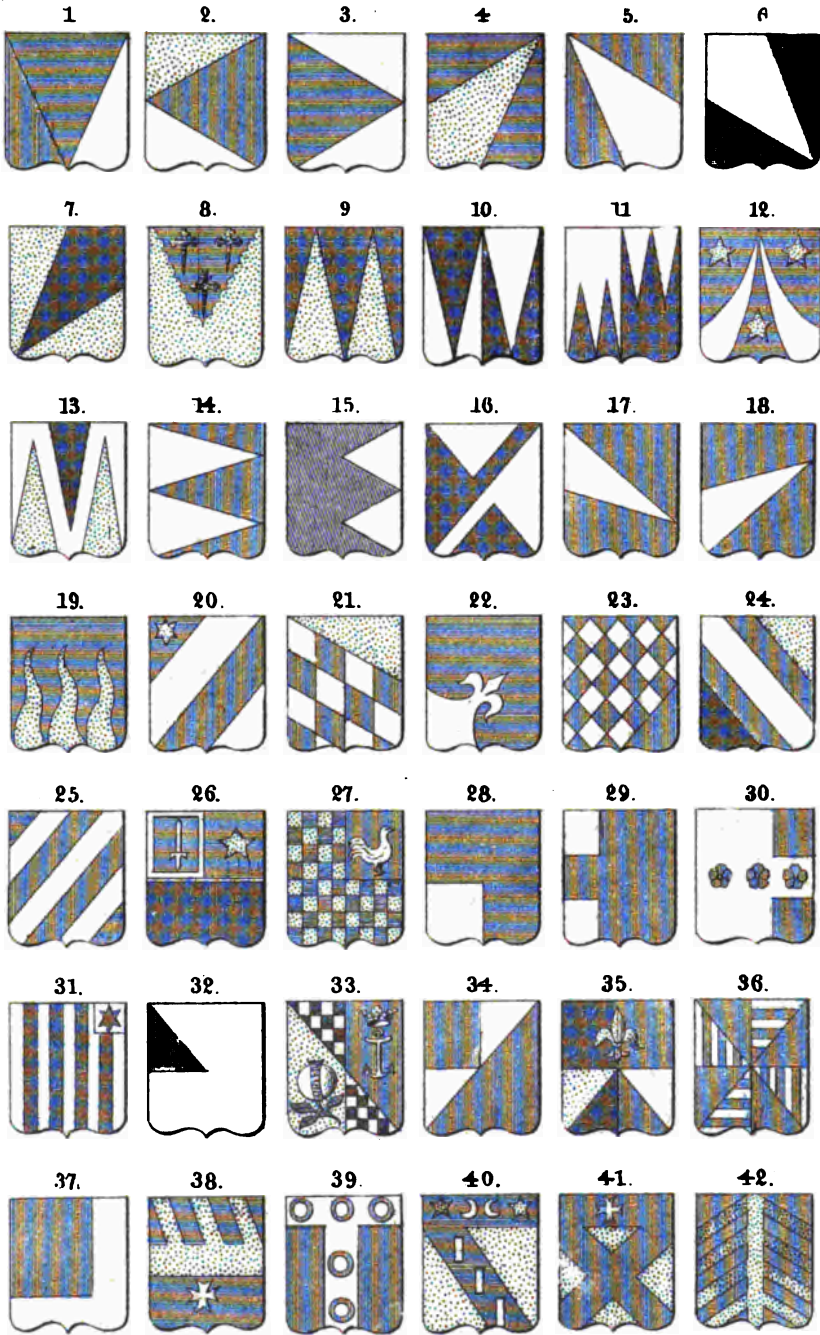 1 2. 3. 4 5. 6
7. 8. 9 10. 11 12.
13. 14. 15. 16. 17. 18.
19. 20. 21. 22. 23. 24.
25. 26. 27. 28. 29. 30.
31. 32. 33. 34. 35. 36.
37. 38. 39. 40. 41. 42.